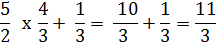 5/2 x 4/3 + 1/3 = 10/3 + 1/3 = 11/3